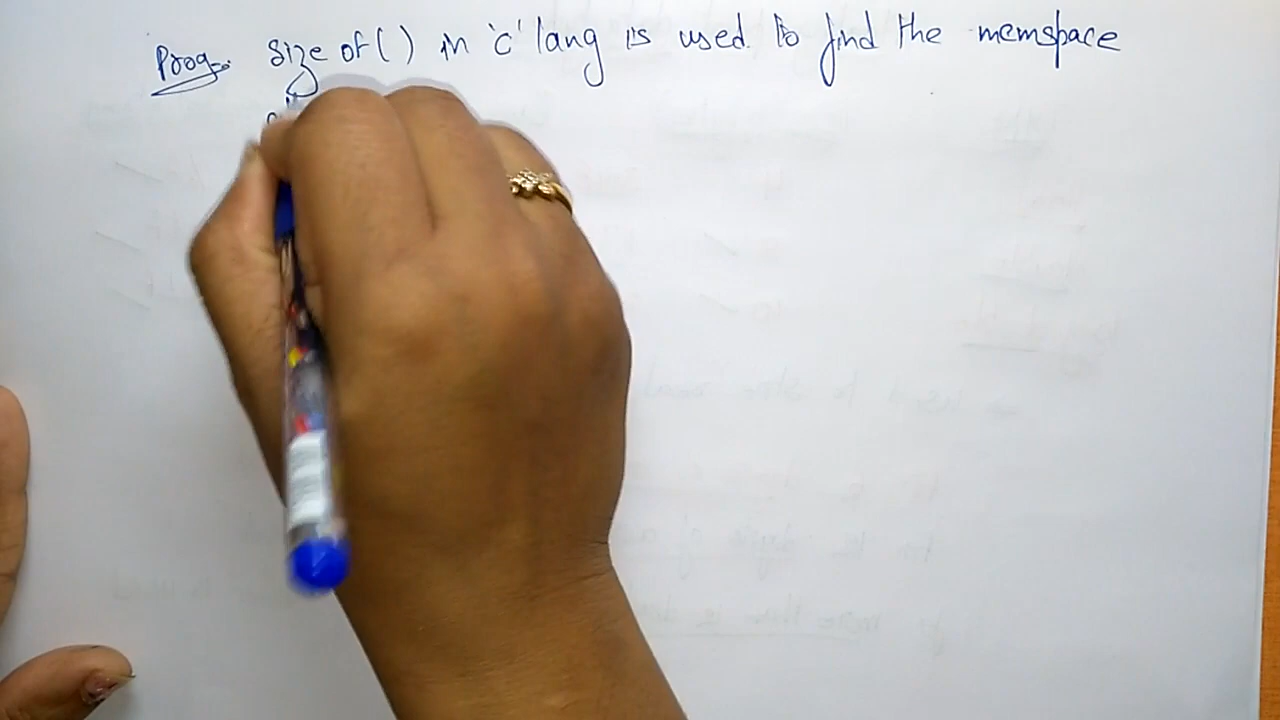 Prog. Size of( ) in 'c' lang is used to find the memspace